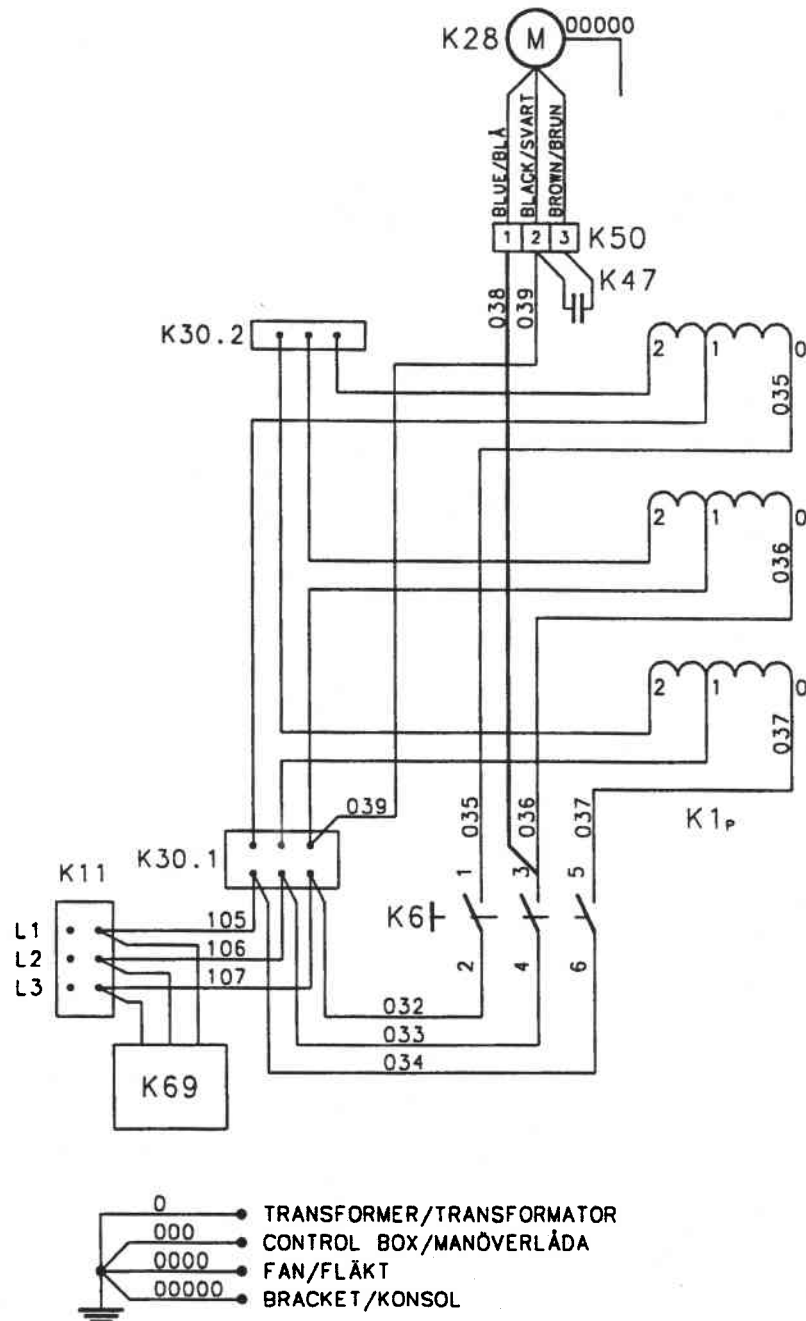 K28
M
00000
BLUE/BLÅ
BLACK/SVART
BROWN/BRUN
1 2 3
K50
K47
038
039
K30.2
2 1 0
035
2 1 0
036
2 1 0
037
039
035
036
037
K1P
K30.1
K11
1 3 5
K6
105
L1
106
L2
107
L3
2 4 6
032
033
034
K69
0 TRANSFORMER/TRANSFORMATOR
000 CONTROL BOX/MANÖVERLÅDA
0000 FAN/FLÄKT
00000 BRACKET/KONSOL